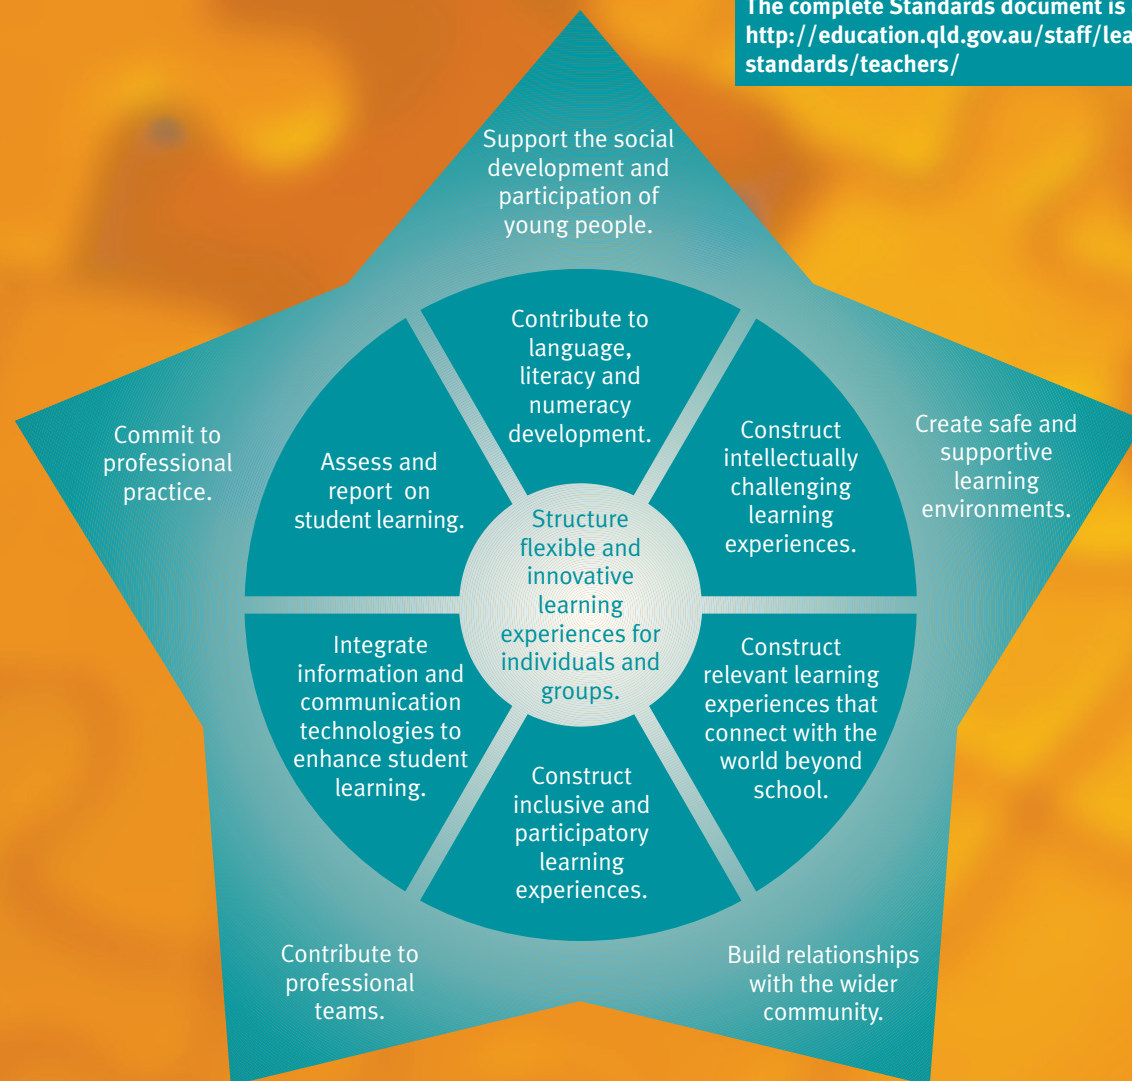 The complete Standards document is
http://education.qld.gov.au/staff/lea
standards/teachers/
Support the social
development and
participation of
young people.
Contribute to
language,
literacy and
numeracy
development.
Construct
intellectually
challenging
learning
experiences.
Create safe and
supportive
learning
environments.
Commit to
professional
practice.
Assess and
report on
student learning.
Structure
flexible and
innovative
learning
experiences for
individuals and
groups.
Integrate
information and
communication
technologies to
enhance student
learning.
Construct
relevant learning
experiences that
connect with the
world beyond
school.
Construct
inclusive and
participatory
learning
experiences.
Contribute to
professional
teams.
Build relationships
with the wider
community.